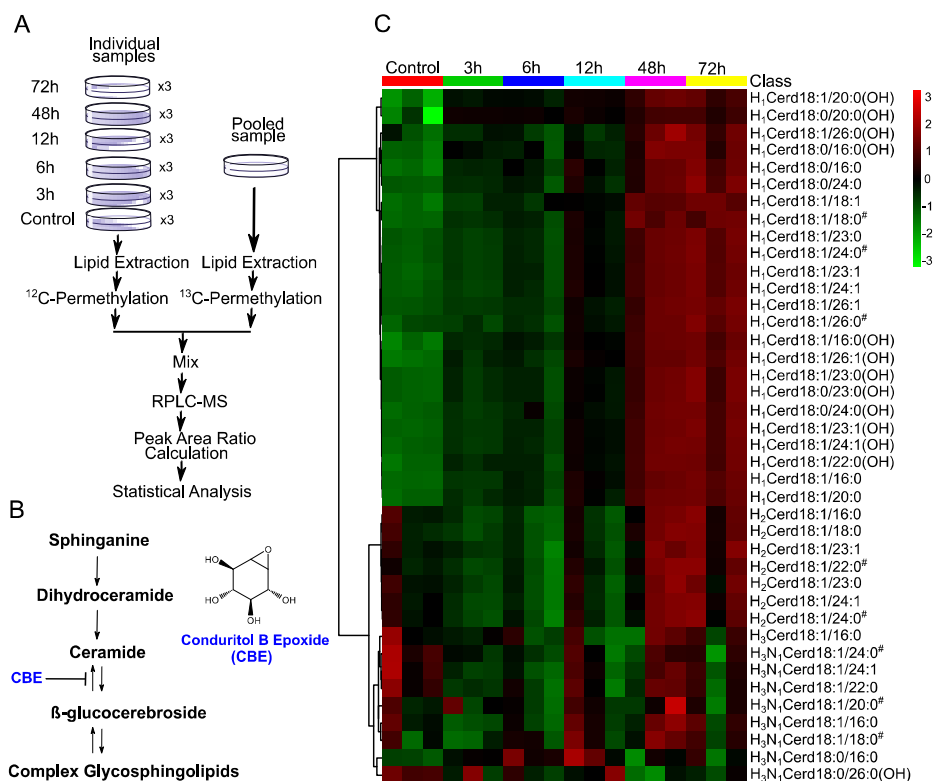 A
Individual
samples
72h x3
48h x3
12h x3
6h x3
3h x3
Control x3
Pooled
sample
Lipid Extraction Lipid Extraction
¹²C-Permethylation ¹³C-Permethylation
Mix
RPLC-MS
Peak Area Ratio
Calculation
Statistical Analysis
B
Sphinganine
Dihydroceramide
Ceramide
CBE
ß-glucocerebroside
Complex Glycosphingolipids
O
HO
HO
OH
OH
Conduritol B Epoxide
(CBE)
C
Control 3h 6h 12h 48h 72h
Class
H₁Cerd18:1/20:0(OH)
H₁Cerd18:0/20:0(OH)
H₁Cerd18:1/26:0(OH)
H₁Cerd18:0/16:0(OH)
H₁Cerd18:0/16:0
H₁Cerd18:0/24:0
H₁Cerd18:1/18:1
H₁Cerd18:1/18:0#
H₁Cerd18:1/23:0
H₁Cerd18:1/24:0#
H₁Cerd18:1/23:1
H₁Cerd18:1/24:1
H₁Cerd18:1/26:1
H₁Cerd18:1/26:0#
H₁Cerd18:1/16:0(OH)
H₁Cerd18:1/26:1(OH)
H₁Cerd18:1/23:0(OH)
H₁Cerd18:0/23:0(OH)
H₁Cerd18:0/24:0(OH)
H₁Cerd18:1/23:1(OH)
H₁Cerd18:1/24:1(OH)
H₁Cerd18:1/22:0(OH)
H₁Cerd18:1/16:0
H₁Cerd18:1/20:0
H₂Cerd18:1/16:0
H₂Cerd18:1/18:0
H₂Cerd18:1/23:1
H₂Cerd18:1/22:0#
H₂Cerd18:1/23:0
H₂Cerd18:1/24:1
H₂Cerd18:1/24:0#
H₃Cerd18:1/16:0
H₃N₁Cerd18:1/24:0#
H₃N₁Cerd18:1/24:1
H₃N₁Cerd18:1/22:0
H₃N₁Cerd18:1/20:0#
H₃N₁Cerd18:1/16:0
H₃N₁Cerd18:1/18:0#
H₃N₁Cerd18:0/16:0
H₃N₁Cerd18:0/26:0(OH)
3
2
1
0
-1
-2
-3